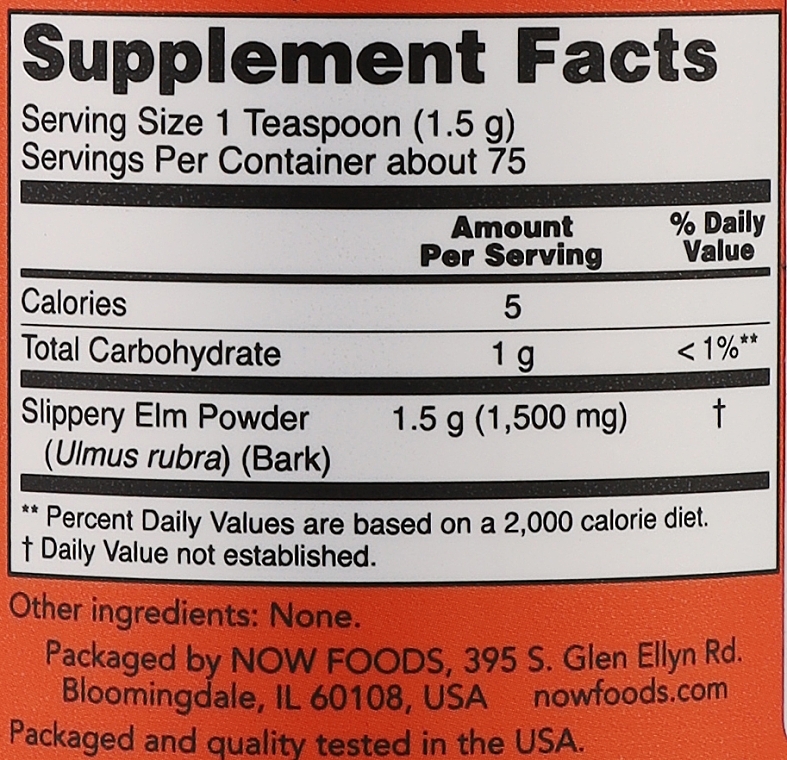 Supplement Facts
Serving Size 1 Teaspoon (1.5 g)
Servings Per Container about 75
Amount Per Serving % Daily Value
Calories 5
Total Carbohydrate 1 g < 1%**
Slippery Elm Powder 1.5 g (1,500 mg) †
(Ulmus rubra) (Bark)
** Percent Daily Values are based on a 2,000 calorie diet.
† Daily Value not established.
Other ingredients: None.
Packaged by NOW FOODS, 395 S. Glen Ellyn Rd.
Bloomingdale, IL 60108, USA nowfoods.com
Packaged and quality tested in the USA.